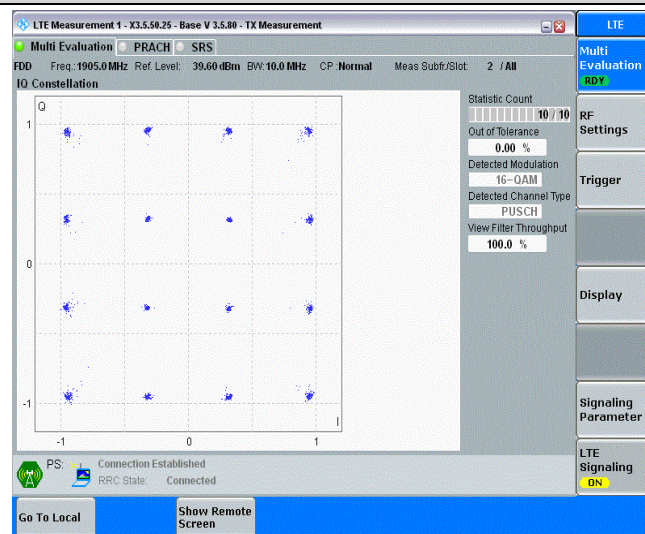 LTE Measurement 1 - X3.5.50.25 - Base V 3.5.80 - TX Measurement
LTE
Multi Evaluation PRACH SRS
Multi
Evaluation
RDY
FDD Freq.: 1905.0 MHz Ref. Level: 39.60 dBm BW: 10.0 MHz CP : Normal Meas Subfr./Slot: 2 / All
IQ Constellation
Q
1
0
-1
I
-1 0 1
Statistic Count
10 / 10
Out of Tolerance
0.00 %
Detected Modulation
16-QAM
Detected Channel Type
PUSCH
View Filter Throughput
100.0 %
RF
Settings
Trigger
Display
Signaling
Parameter
LTE
Signaling
ON
PS: Connection Established
RRC State: Connected
Go To Local
Show Remote
Screen